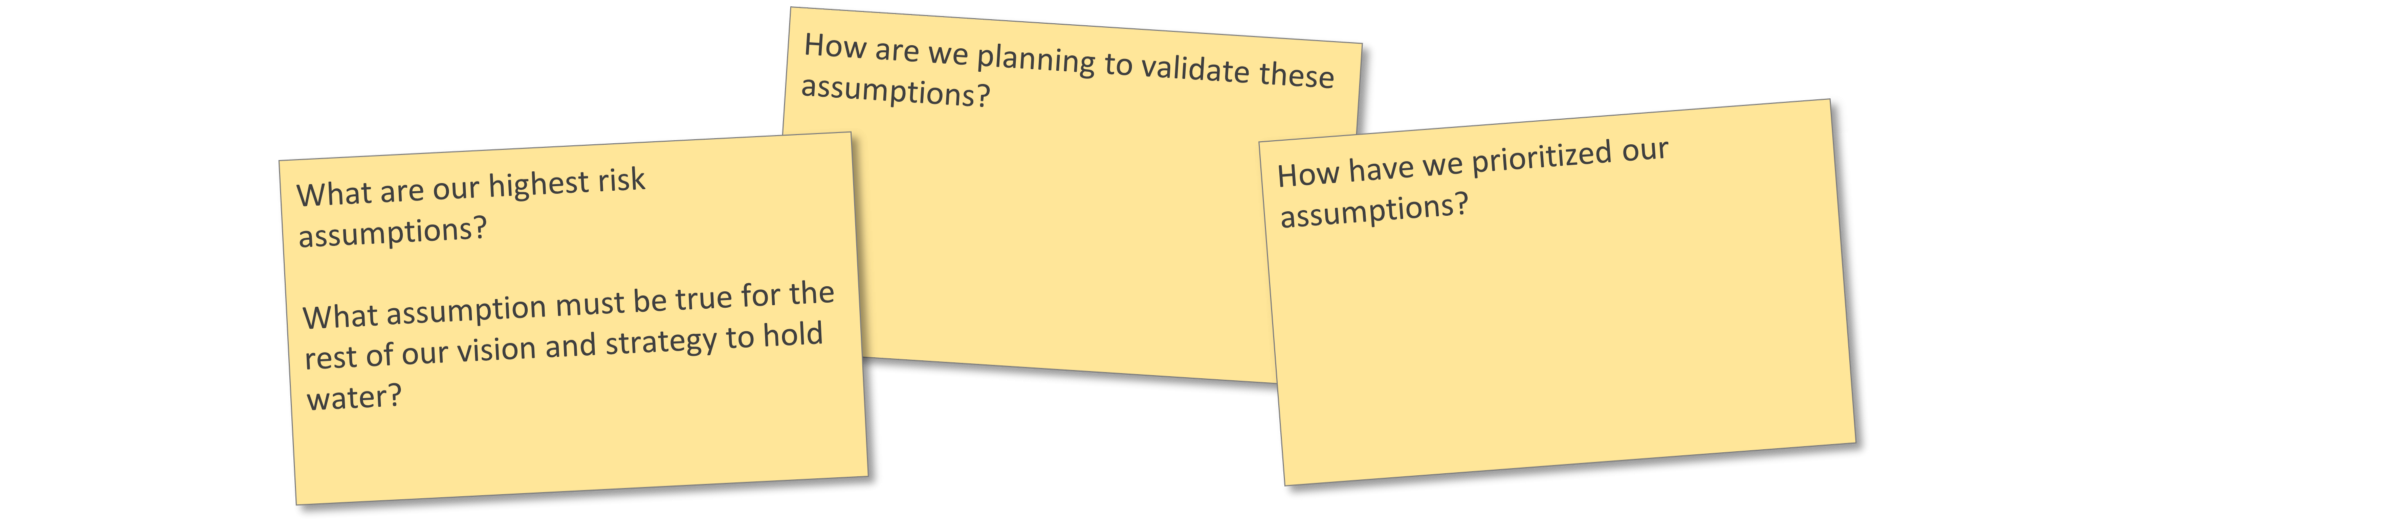 What are our highest risk
assumptions?
What assumption must be true for the
rest of our vision and strategy to hold
water?
How are we planning to validate these
assumptions?
How have we prioritized our
assumptions?